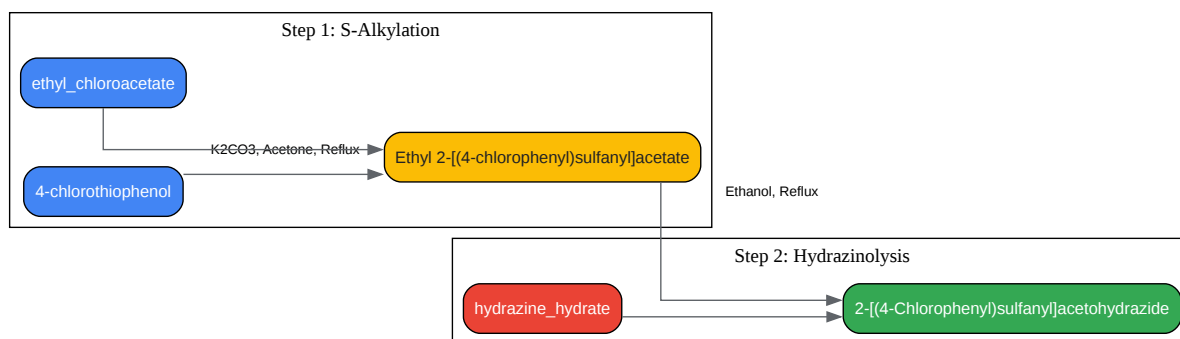 Step 1: S-Alkylation
ethyl_chloroacetate
K2CO3, Acetone, Reflux
Ethyl 2-[(4-chlorophenyl)sulfanyl]acetate
4-chlorothiophenol
Ethanol, Reflux
Step 2: Hydrazinolysis
hydrazine_hydrate
2-[(4-Chlorophenyl)sulfanyl]acetohydrazide